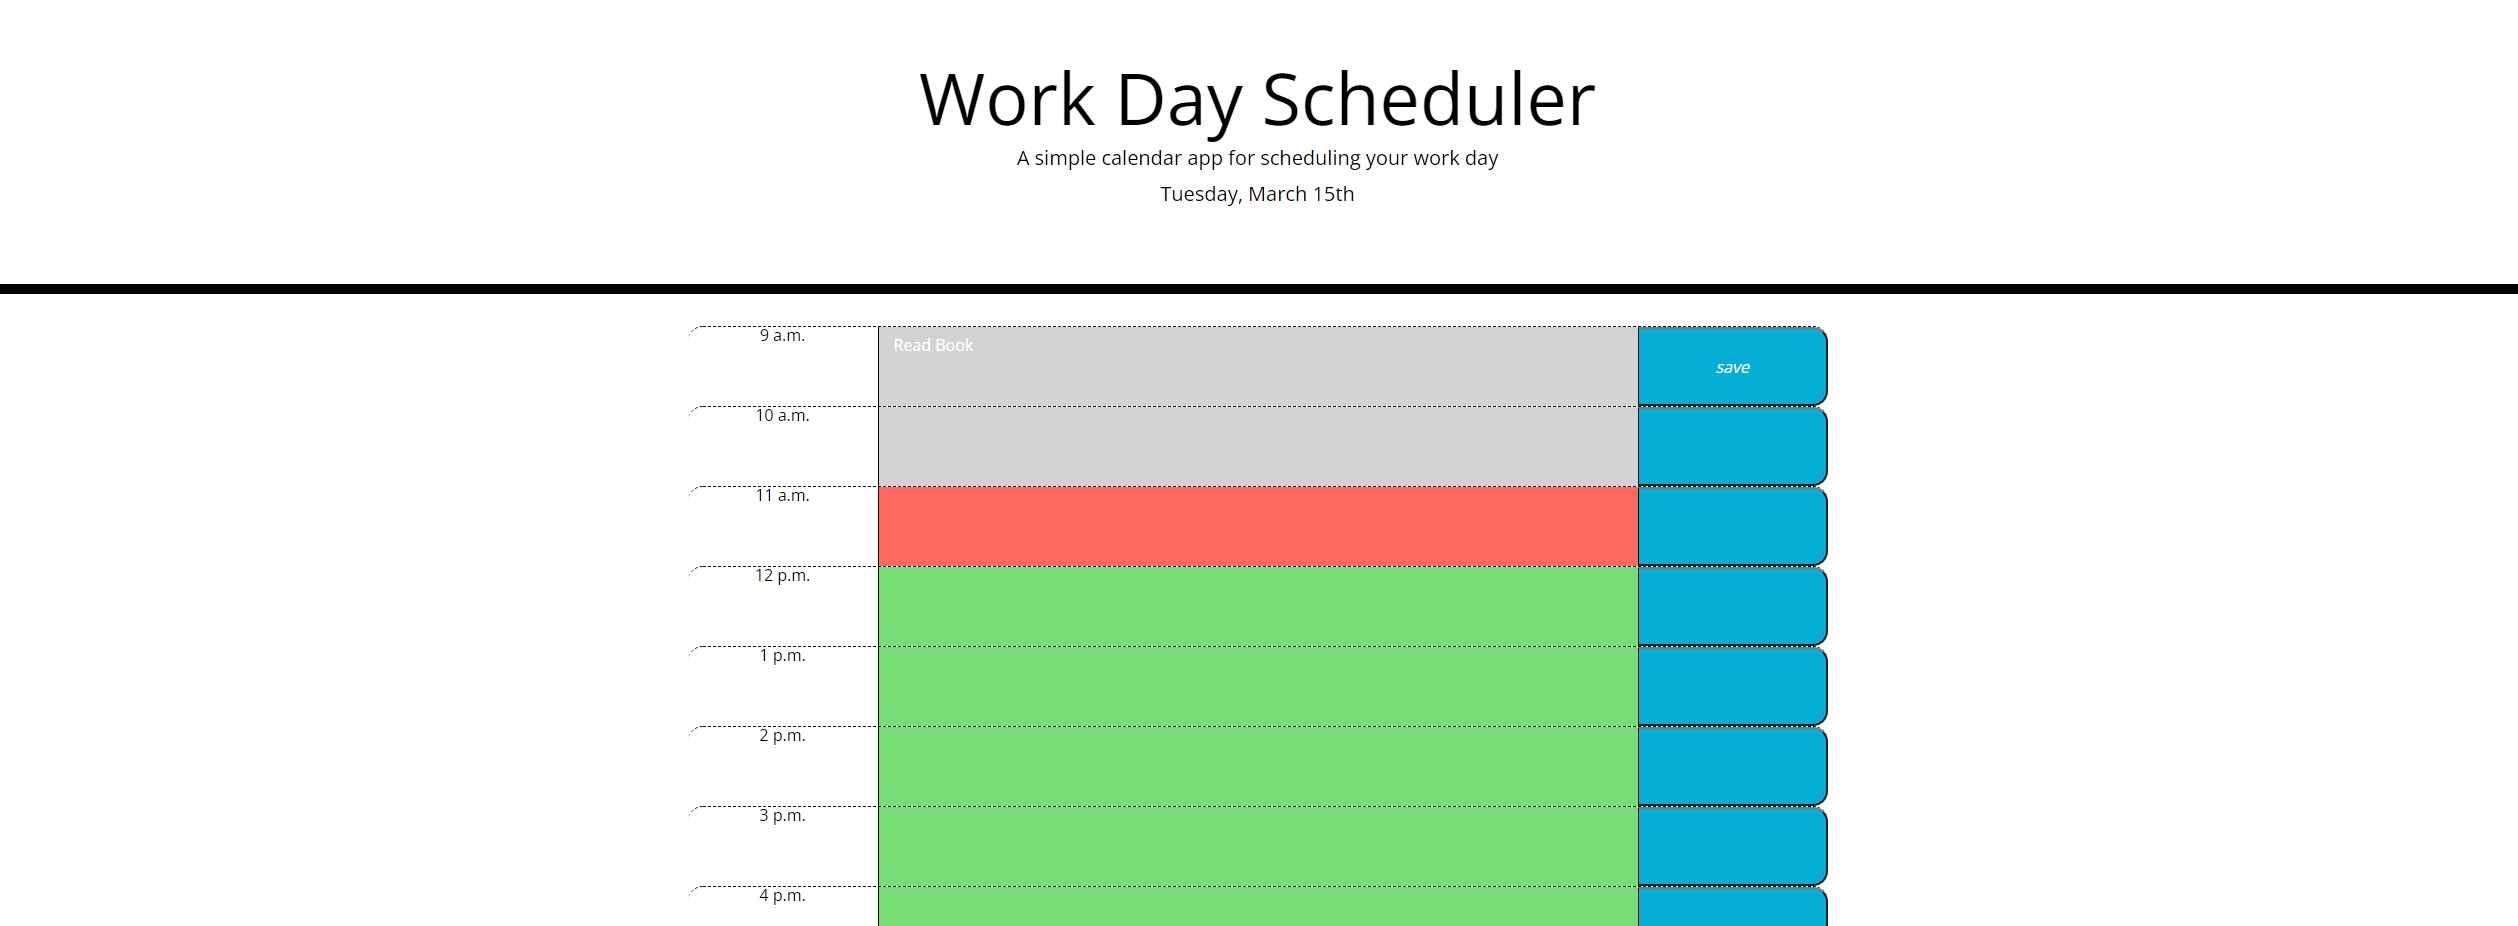 Work Day Scheduler
A simple calendar app for scheduling your work day
Tuesday, March 15th
9 a.m.
Read Book
save
10 a.m.
11 a.m.
12 p.m.
1 p.m.
2 p.m.
3 p.m.
4 p.m.